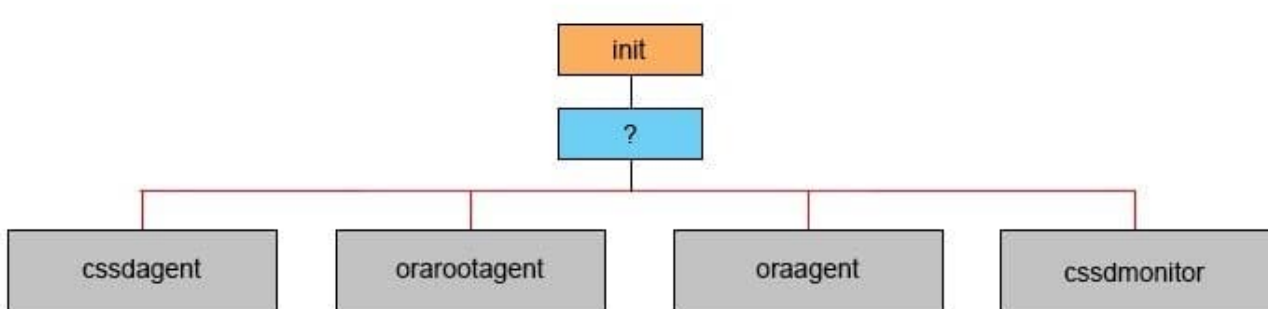 init
?
cssdagent
orarootagent
oraagent
cssdmonitor